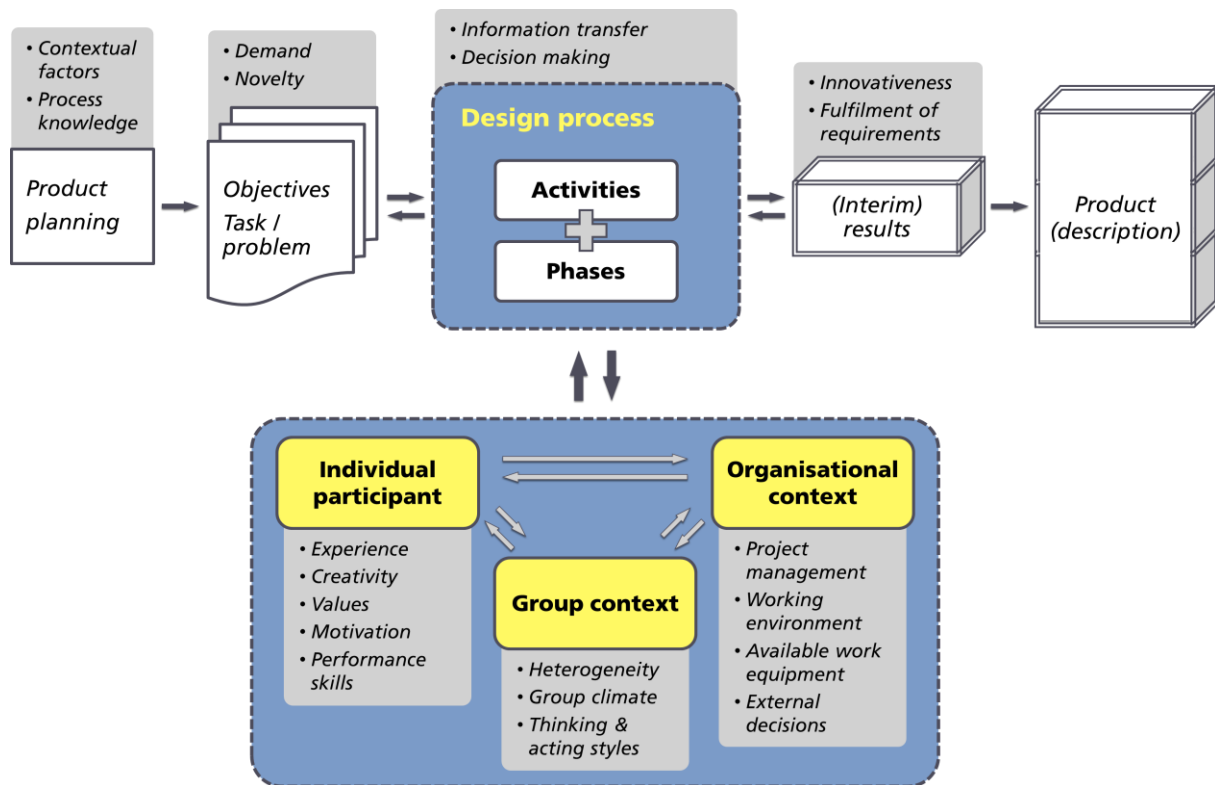 • Contextual
factors
• Process
knowledge
Product
planning
• Demand
• Novelty
Objectives
Task /
problem
• Information transfer
• Decision making
Design process
Activities
Phases
• Innovativeness
• Fulfilment of
requirements
(Interim)
results
Product
(description)
Individual
participant
• Experience
• Creativity
• Values
• Motivation
• Performance
skills
Group context
• Heterogeneity
• Group climate
• Thinking &
acting styles
Organisational
context
• Project
management
• Working
environment
• Available work
equipment
• External
decisions